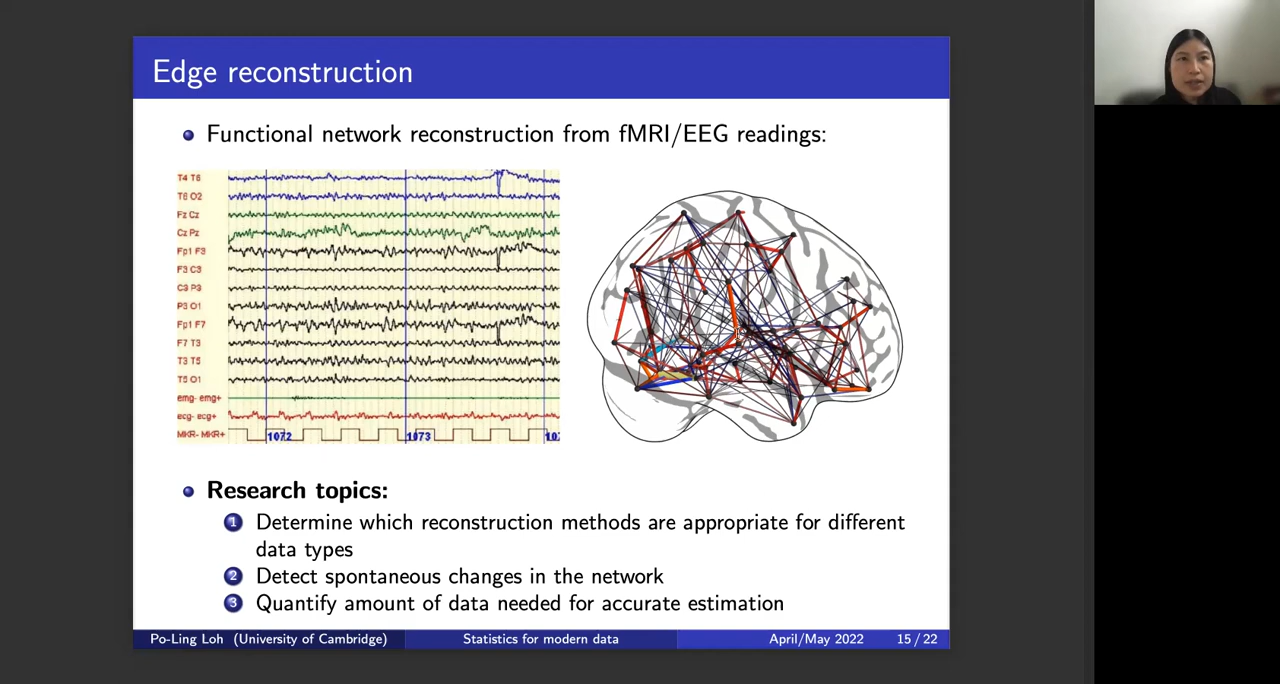 Edge reconstruction
Functional network reconstruction from fMRI/EEG readings:
T4 T6
T6 O2
Fz Cz
Cz Pz
Fp1 F3
F3 C3
C3 P3
P3 O1
Fp1 F7
F7 T3
T3 T5
T5 O1
emg- emg+
ecg- ecg+
MKR- MKR+
1072
1073
Research topics:
1 Determine which reconstruction methods are appropriate for different
data types
2 Detect spontaneous changes in the network
3 Quantify amount of data needed for accurate estimation
Po-Ling Loh (University of Cambridge) Statistics for modern data April/May 2022 15 / 22